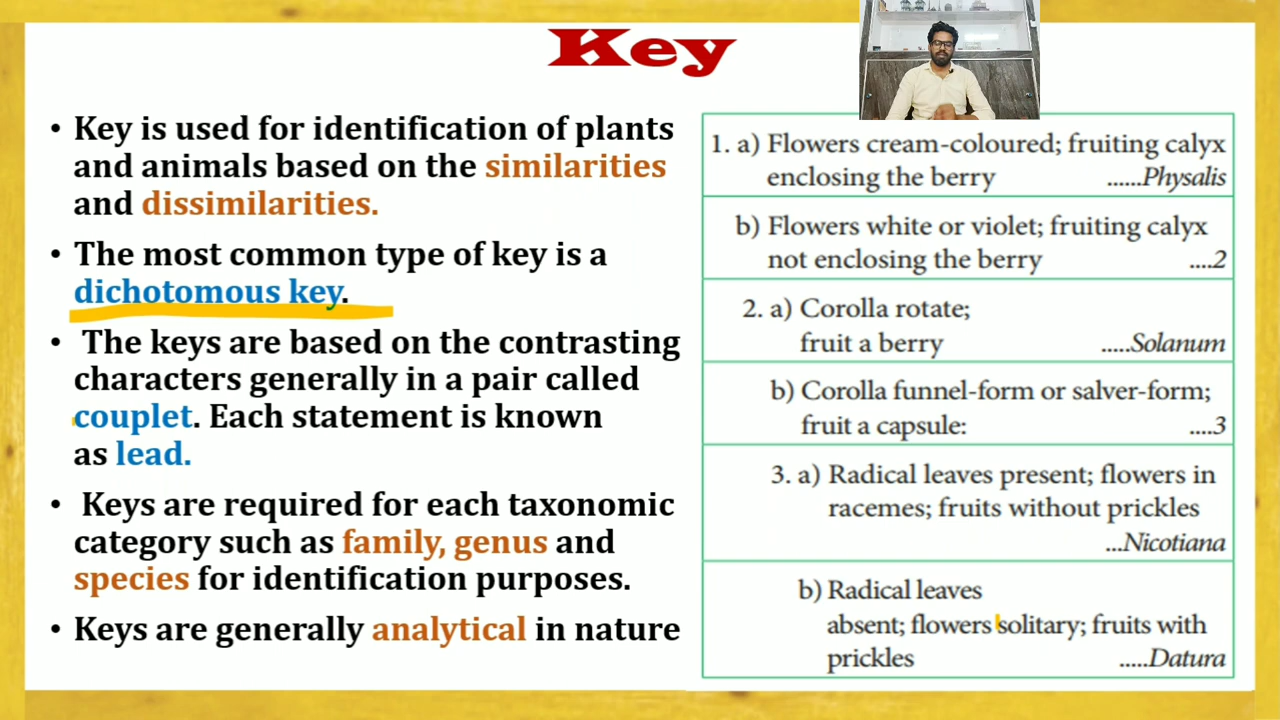 Key
• Key is used for identification of plants
and animals based on the similarities
and dissimilarities.
• The most common type of key is a
dichotomous key.
• The keys are based on the contrasting
characters generally in a pair called
couplet. Each statement is known
as lead.
• Keys are required for each taxonomic
category such as family, genus and
species for identification purposes.
• Keys are generally analytical in nature
1. a) Flowers cream-coloured; fruiting calyx
enclosing the berry ......Physalis
b) Flowers white or violet; fruiting calyx
not enclosing the berry ....2
2. a) Corolla rotate;
fruit a berry .....Solanum
b) Corolla funnel-form or salver-form;
fruit a capsule: ....3
3. a) Radical leaves present; flowers in
racemes; fruits without prickles
...Nicotiana
b) Radical leaves
absent; flowers solitary; fruits with
prickles .....Datura